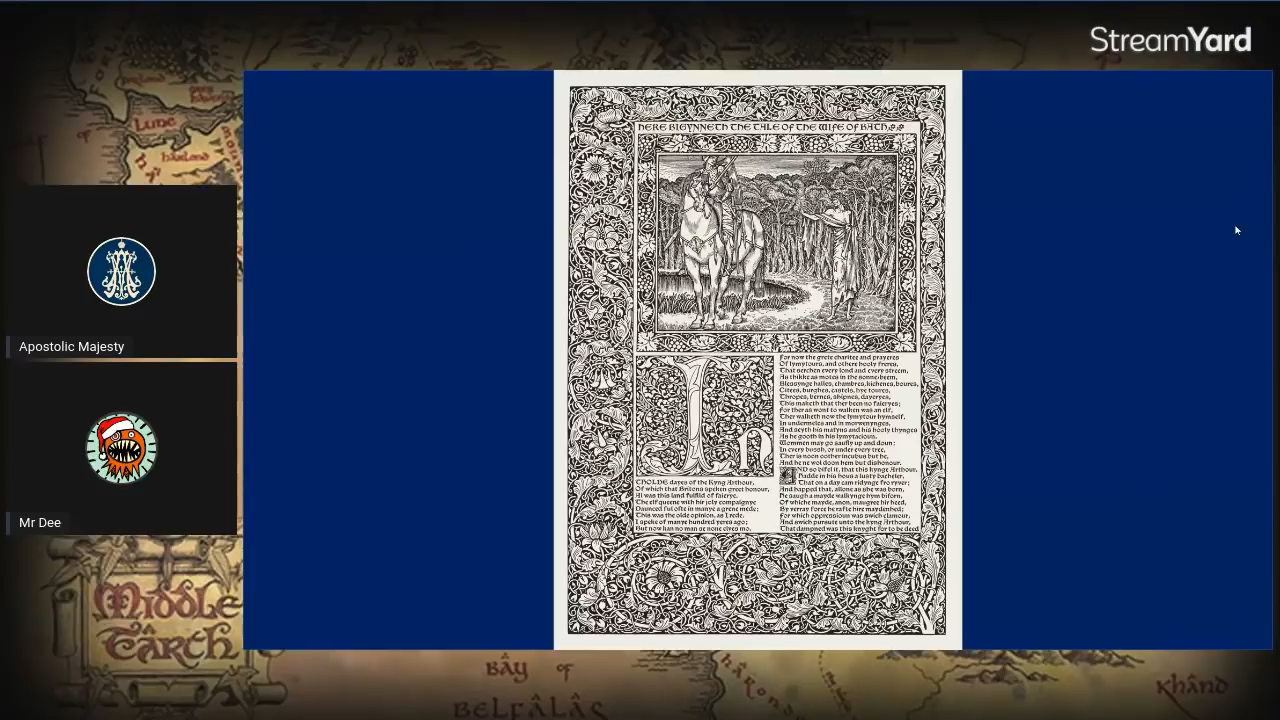 StreamYard
Lune
harland
Apostolic Majesty
Mr Dee
Middle
Earth
BAY OF
BELFALAS
Khând
HERE BIGYNNETH THE TALE OF THE WIFE OF BATH
IN
THOLDE dayes of the Kyng Arthour,
Of which that Britons speken greet honour,
Al was this land fulfild of fairye.
The elf queene with hir joly compaignye
Daunced ful ofte in manye a grene mede;
This was the olde opinion, as I rede.
I speke of manye hundred yeres ago;
But now kan no man se none elves mo.
For now the grete charitee and prayeres
Of lymytours, and othere hooly freres,
That serchen every lond and every streem,
As thikke as motes in the sonne-beem,
Blessynge halles, chambres, kichenes, boures,
Citees, burghes, castels, hye toures,
Thropes, bernes, shipnes, dayeryes,
This maketh that ther been no faieryes;
For ther as wont to walken was an elf,
Ther walketh now the lymytour hymself,
In undermeles and in morwenynges,
And seyth his matyns and his hooly thynges
As he gooth in his lymytacioun.
Wommen may go saufly up and doun;
In every bussh, or under every tree,
Ther is noon oother incubus but he,
And he ne wol doon hem but dishonour.
AND so bifel it, that this kynge Arthour,
Hadde in his hous a lusty bacheler,
That on a day cam ridynge fro ryver;
And happed that, allone as she was born,
He saugh a mayde walkynge hym biforn,
Of whiche mayde, anon, maugree hir heed,
By verray force he rafte hire maydenhed;
For which oppressioun was swich clamour,
And swich pursute unto the kyng Arthour,
That dampned was this knyght for to be deed